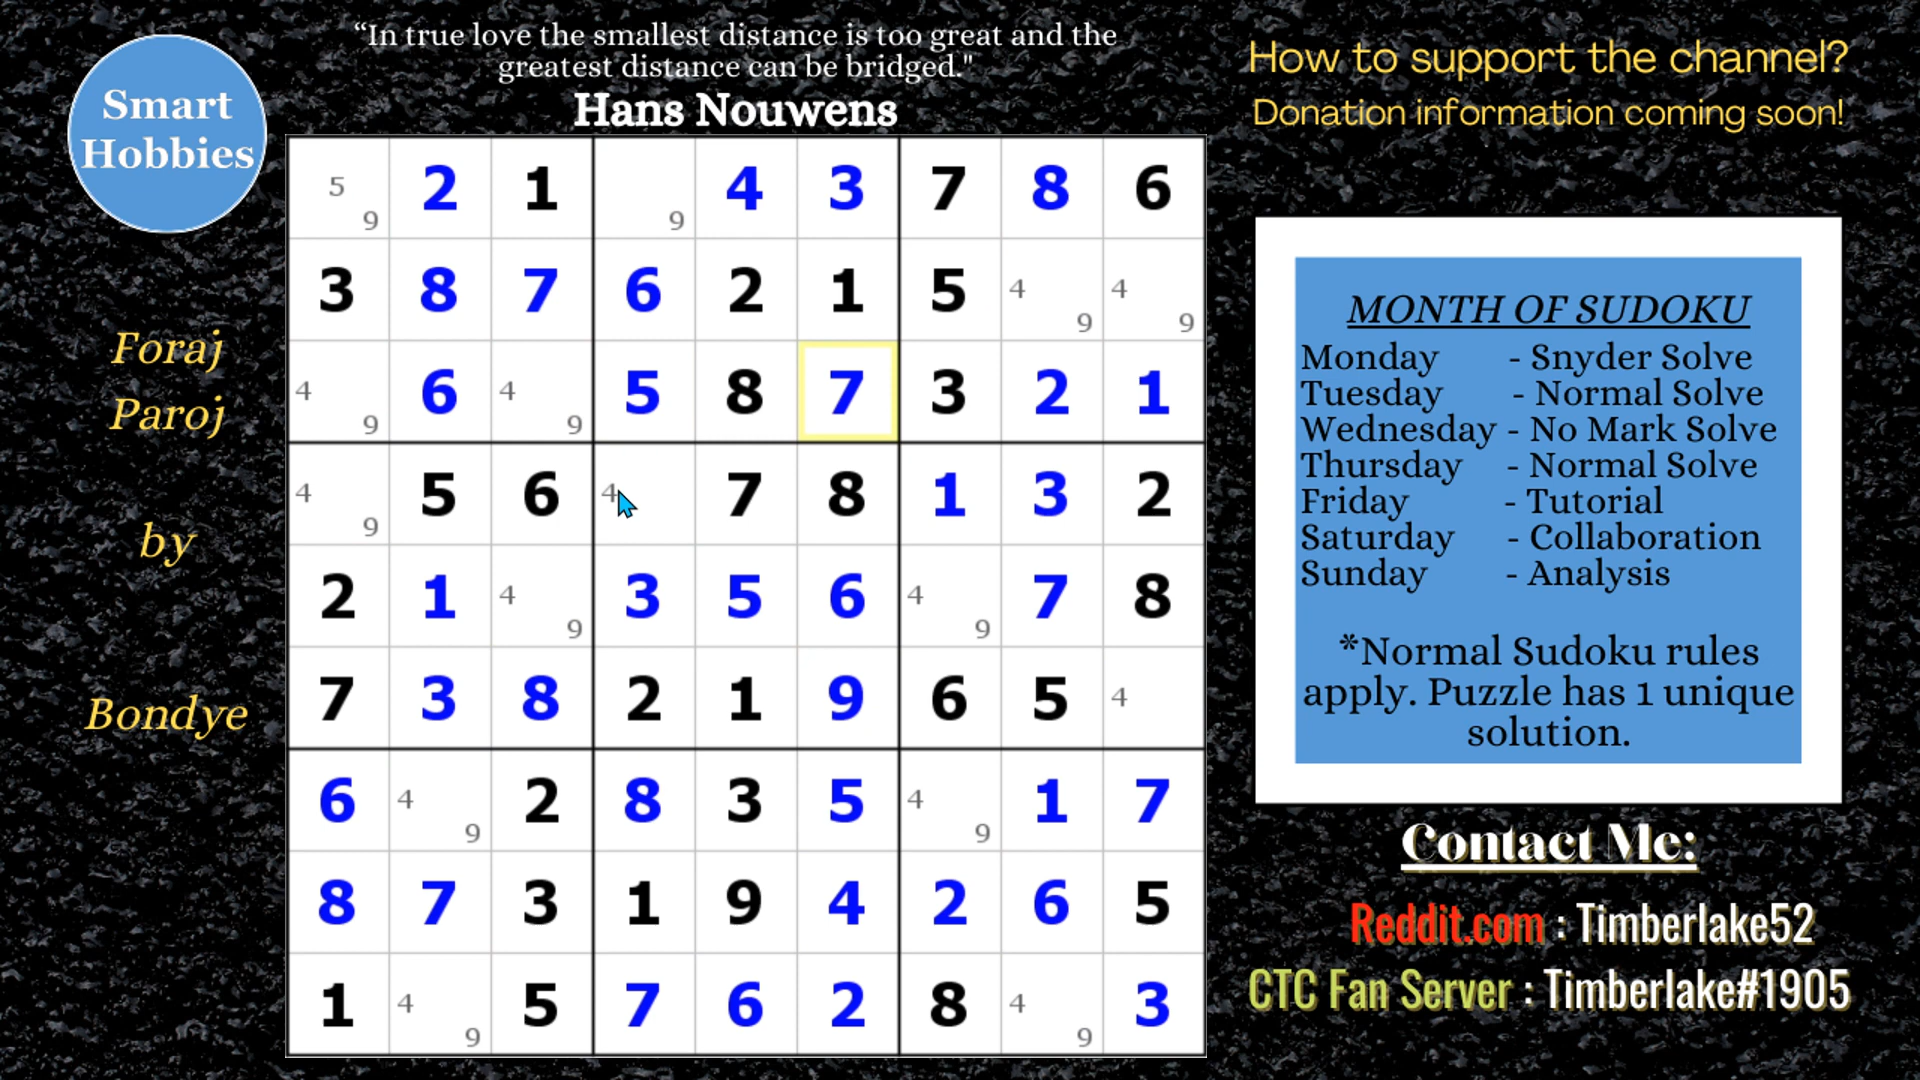 “In true love the smallest distance is too great and the
greatest distance can be bridged."
Hans Nouwens
Smart
Hobbies
Foraj
Paroj
by
Bondye
5 9 2 1 9 4 3 7 8 6
3 8 7 6 2 1 5 4 9 4 9
4 9 6 4 9 5 8 7 3 2 1
4 9 5 6 4 7 8 1 3 2
2 1 4 9 3 5 6 4 9 7 8
7 3 8 2 1 9 6 5 4
6 4 9 2 8 3 5 4 9 1 7
8 7 3 1 9 4 2 6 5
1 4 9 5 7 6 2 8 4 9 3
How to support the channel?
Donation information coming soon!
MONTH OF SUDOKU
Monday - Snyder Solve
Tuesday - Normal Solve
Wednesday - No Mark Solve
Thursday - Normal Solve
Friday - Tutorial
Saturday - Collaboration
Sunday - Analysis
*Normal Sudoku rules
apply. Puzzle has 1 unique
solution.
Contact Me:
Reddit.com : Timberlake52
CTC Fan Server : Timberlake#1905